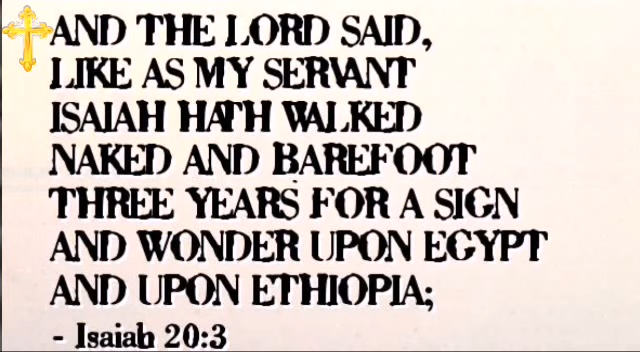 AND THE LORD SAID,
LIKE AS MY SERVANT
ISAIAH HATH WALKED
NAKED AND BAREFOOT
THREE YEARS FOR A SIGN
AND WONDER UPON EGYPT
AND UPON ETHIOPIA;
- Isaiah 20:3